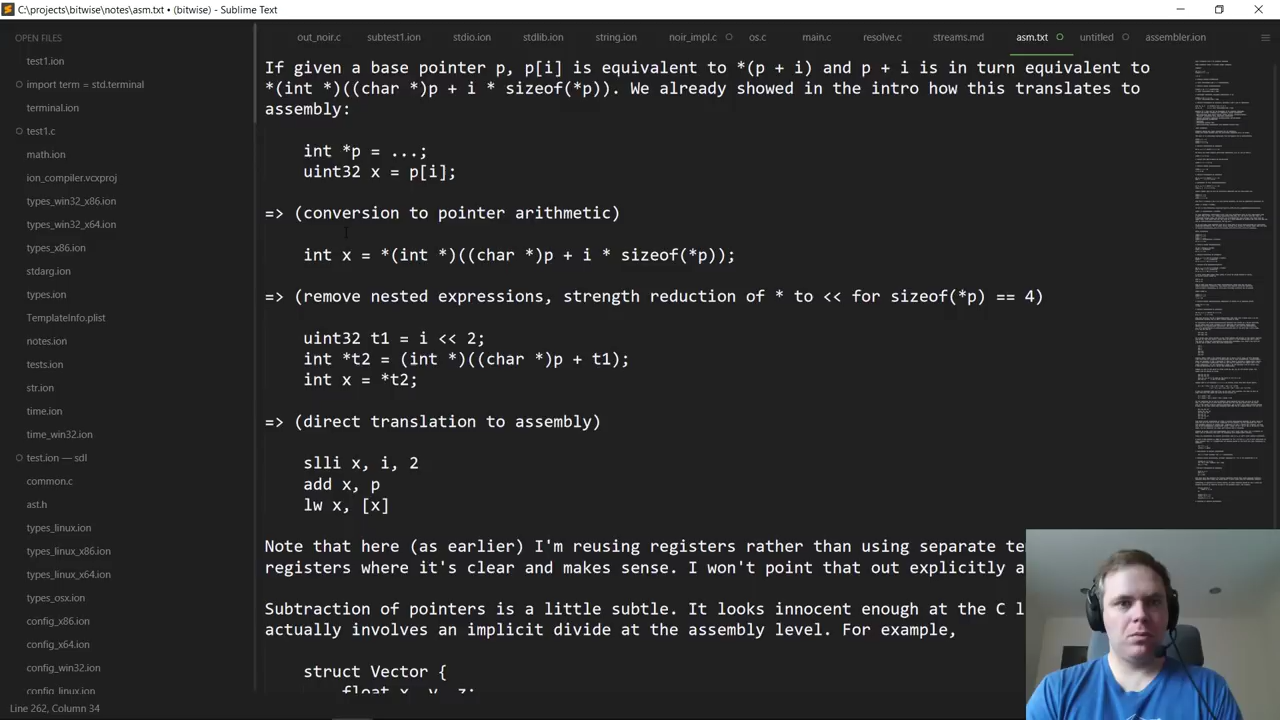 C:\projects\bitwise\notes\asm.txt • (bitwise) - Sublime Text
OPEN FILES
test1.ion
import term = std.terminal
terminal.ion
test1.c
math.ion
ion_compiler.vcxproj
types_win32_x86.ion
types_win32_x64.ion
types_x86.ion
stdarg.ion
types.ion
TemplateInfo.plist
notes.ion
tests.ion
str.ion
time.ion
time_win32.ion
test.ion — sdl
common.c
ast.h
types_linux.ion
types_linux_x86.ion
types_linux_x64.ion
types_osx.ion
config_x86.ion
config_x64.ion
config_win32.ion
config_linux.ion
out_noir.c subtest1.ion stdio.ion stdlib.ion string.ion noir_impl.c os.c main.c resolve.c streams.md asm.txt untitled assembler.ion
If given a base pointer p, p[i] is equivalent to *(p + i) and p + i is in turn equivalent to
*(int *)((char *)p + i * sizeof(*p)). We already showed in the intro how this translates to
assembly:
int *p = ...;
uint32 x = p[i];
=> (conversion to pointer arithmetic)
int x = *(int *)((char *)p + i * sizeof(*p));
=> (remove nested expressions, strength reduction of * to << for sizeof(*p) == 4)
uint t1 = i << 2;
int *t2 = (int *)((char *)p + t1);
int x = *t2;
=> (direct translation to assembly)
sll x, i, 2
add x, p
lw x, [x]
Note that here (as earlier) I'm reusing registers rather than using separate te
registers where it's clear and makes sense. I won't point that out explicitly a
Subtraction of pointers is a little subtle. It looks innocent enough at the C l
actually involves an implicit divide at the assembly level. For example,
struct Vector {
float x, y, z;
Line 262, Column 34